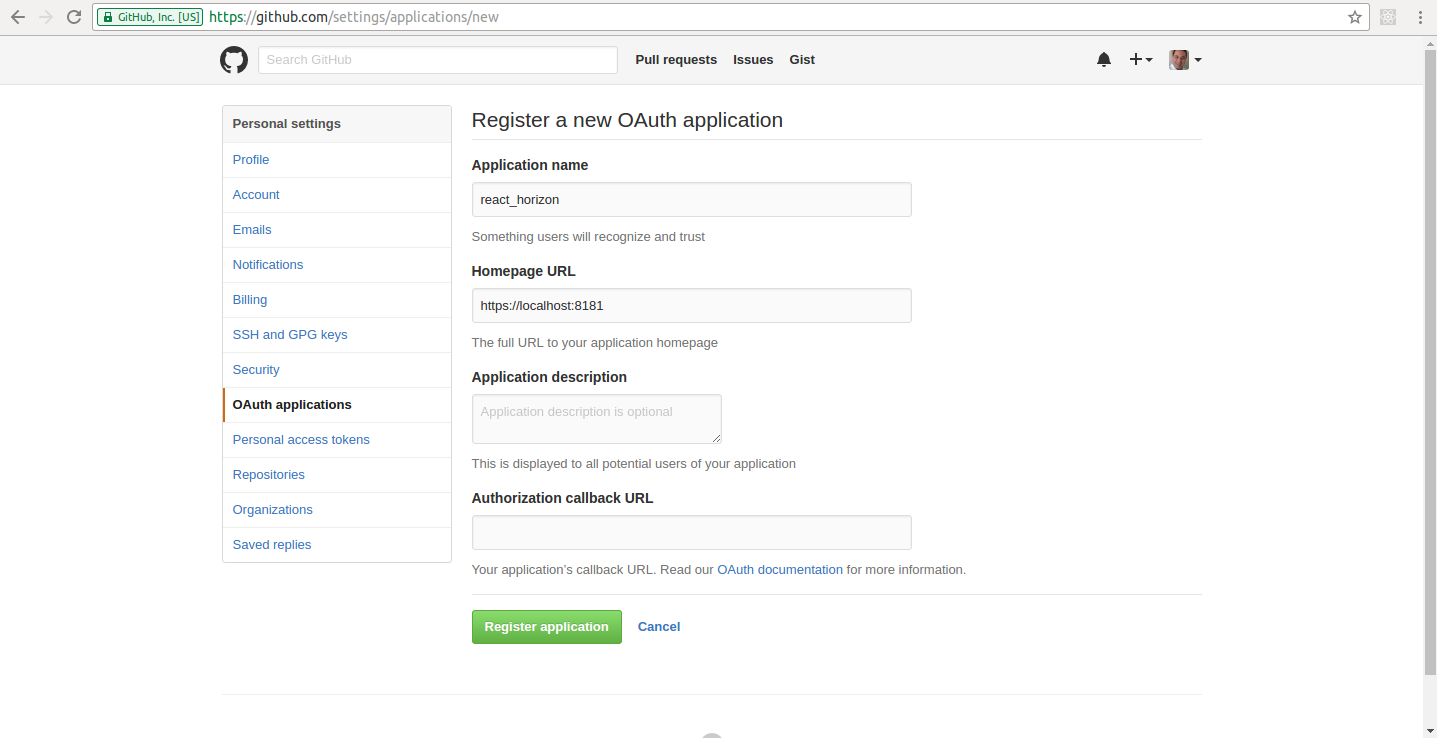 GitHub, Inc. [US] https://github.com/settings/applications/new
Search GitHub Pull requests Issues Gist
Personal settings
Profile
Account
Emails
Notifications
Billing
SSH and GPG keys
Security
OAuth applications
Personal access tokens
Repositories
Organizations
Saved replies
Register a new OAuth application
Application name
react_horizon
Something users will recognize and trust
Homepage URL
https://localhost:8181
The full URL to your application homepage
Application description
Application description is optional
This is displayed to all potential users of your application
Authorization callback URL
Your application's callback URL. Read our OAuth documentation for more information.
Register application Cancel